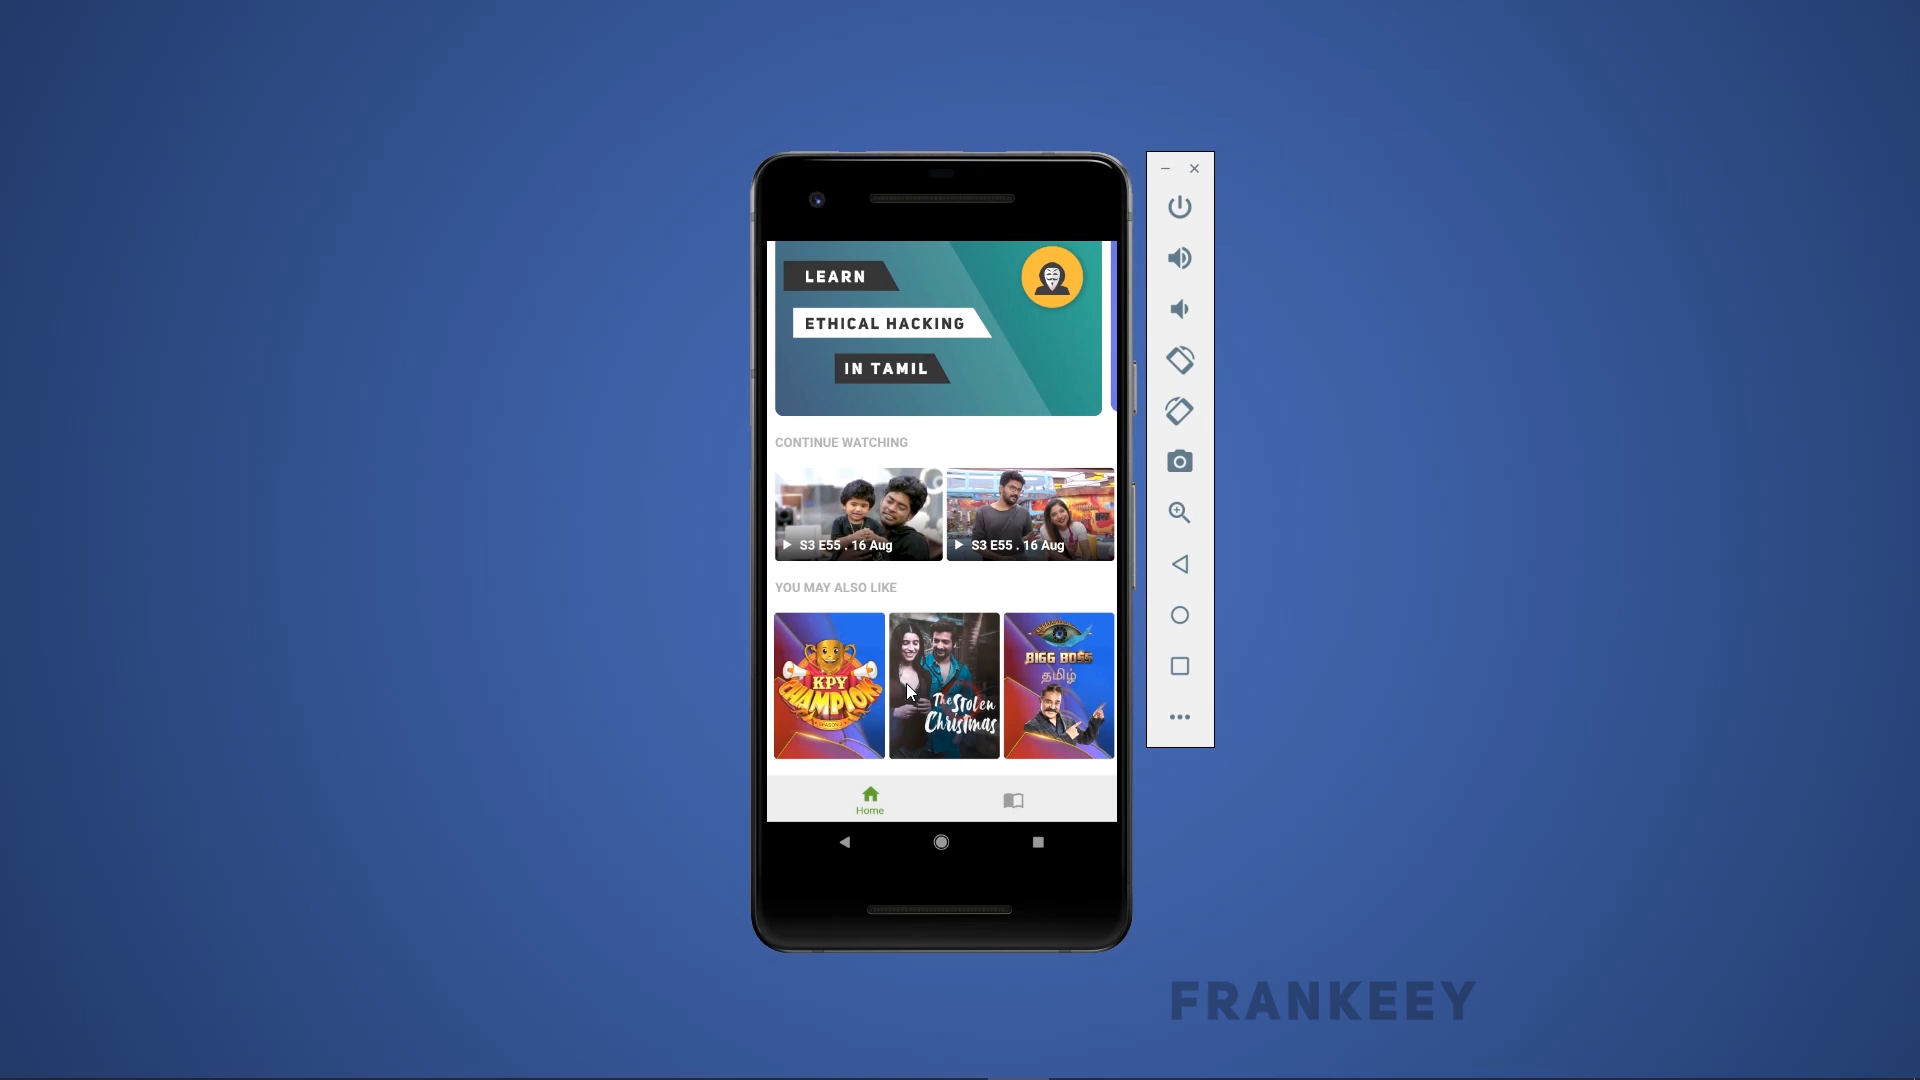 LEARN
ETHICAL HACKING
IN TAMIL
CONTINUE WATCHING
S3 E55 . 16 Aug
S3 E55 . 16 Aug
YOU MAY ALSO LIKE
KPY
CHAMPIONS
The Stolen
Christmas
BIGG BOSS
தமிழ்
Home
FRANKEEY